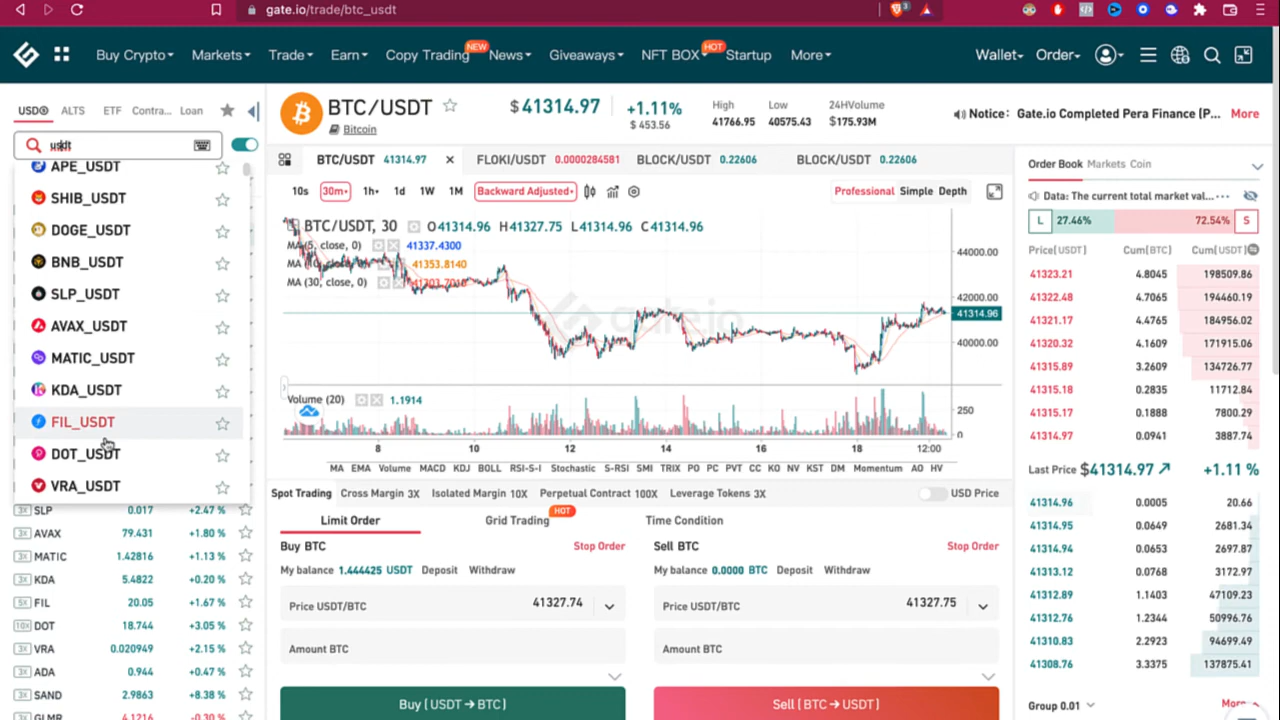 gate.io/trade/btc_usdt
Buy Crypto Markets Trade Earn Copy Trading NEW News Giveaways NFT BOX HOT Startup More Wallet Order
USD® ALTS ETF Contra... Loan
usdt
APE_USDT
SHIB_USDT
DOGE_USDT
BNB_USDT
SLP_USDT
AVAX_USDT
MATIC_USDT
KDA_USDT
FIL_USDT
DOT_USDT
VRA_USDT
3X SLP 0.017 +2.47 %
3X AVAX 79.431 +1.80 %
3X MATIC 1.42816 +1.13 %
3X KDA 5.4822 +0.20 %
5X FIL 20.05 +1.67 %
10X DOT 18.744 +3.05 %
3X VRA 0.020949 +2.15 %
3X ADA 0.944 +0.47 %
3X SAND 2.9863 +8.38 %
GLMR 4.1216 -0.30 %
BTC/USDT
Bitcoin
$41314.97
+1.11%
$ 453.56
High
41766.95
Low
40575.43
24HVolume
$175.93M
Notice: Gate.io Completed Pera Finance (P... More
BTC/USDT 41314.97 FLOKI/USDT 0.0000284581 BLOCK/USDT 0.22606 BLOCK/USDT 0.22606
10s 30m 1h 1d 1W 1M Backward Adjusted Professional Simple Depth
BTC/USDT, 30 O41314.96 H41327.75 L41314.96 C41314.96
MA (5, close, 0) 41337.4300
41353.8140
MA (30, close, 0)
gate.io
44000.00
42000.00
41314.96
40000.00
Volume (20) 1.1914
250
0
8 10 12 14 16 18 12:00
MA EMA Volume MACD KDJ BOLL RSI-S-I Stochastic S-RSI SMI TRIX PO PC PVT CC KO NV KST DM Momentum AO HV
Spot Trading Cross Margin 3X Isolated Margin 10X Perpetual Contract 100X Leverage Tokens 3X USD Price
Limit Order Grid Trading HOT Time Condition
Buy BTC Stop Order
My balance 1.444425 USDT Deposit Withdraw
Price USDT/BTC 41327.74
Amount BTC
Buy (USDT → BTC)
Sell BTC Stop Order
My balance 0.0000 BTC Deposit Withdraw
Price USDT/BTC 41327.75
Amount BTC
Sell (BTC → USDT)
Order Book Markets Coin
Data: The current total market val...
L 27.46% 72.54% S
Price(USDT) Cum(BTC) Cum(USDT)
41323.21 4.8045 198509.86
41322.48 4.7065 194460.19
41321.17 4.4765 184956.02
41320.32 4.1609 171915.06
41315.89 3.2609 134726.77
41315.18 0.2835 11712.84
41315.17 0.1888 7800.29
41314.97 0.0941 3887.74
Last Price $41314.97 +1.11 %
41314.96 0.0005 20.66
41314.95 0.0649 2681.34
41314.94 0.0653 2697.87
41313.12 0.0768 3172.97
41312.89 1.1403 47109.23
41312.76 1.2344 50996.76
41310.83 2.2923 94699.49
41308.76 3.3375 137875.41
Group 0.01 More